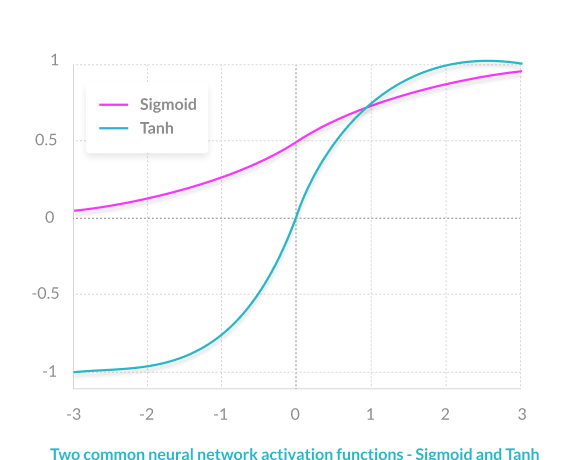 1
Sigmoid
Tanh
0.5
0
-0.5
-1
-3 -2 -1 0 1 2 3
Two common neural network activation functions - Sigmoid and Tanh